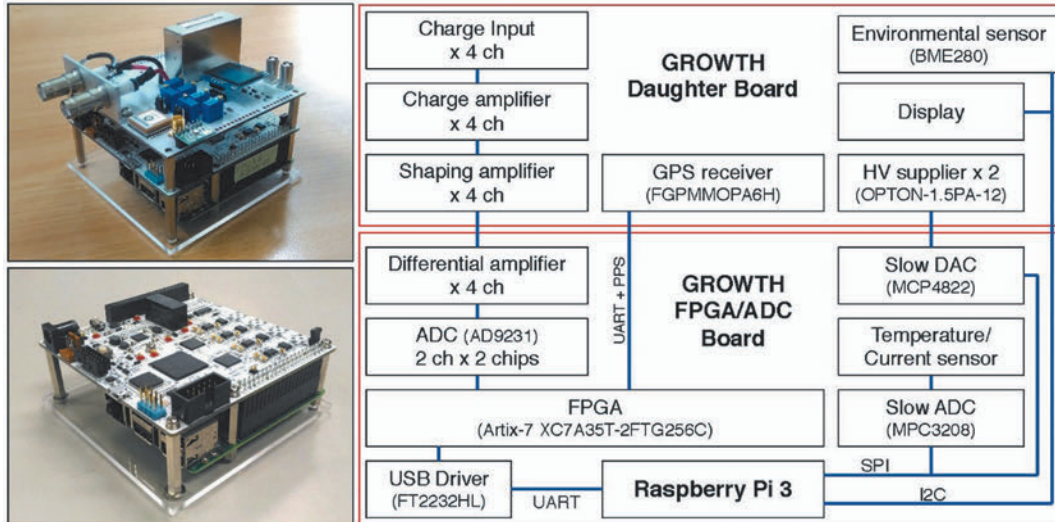 Charge Input
x 4 ch
Charge amplifier
x 4 ch
Shaping amplifier
x 4 ch
GROWTH
Daughter Board
GPS receiver
(FGPMMOPA6H)
Environmental sensor
(BME280)
Display
HV supplier x 2
(OPTON-1.5PA-12)
Differential amplifier
x 4 ch
ADC (AD9231)
2 ch x 2 chips
UART + PPS
GROWTH
FPGA/ADC
Board
Slow DAC
(MCP4822)
Temperature/
Current sensor
Slow ADC
(MPC3208)
FPGA
(Artix-7 XC7A35T-2FTG256C)
USB Driver
(FT2232HL)
UART
Raspberry Pi 3
SPI
I2C